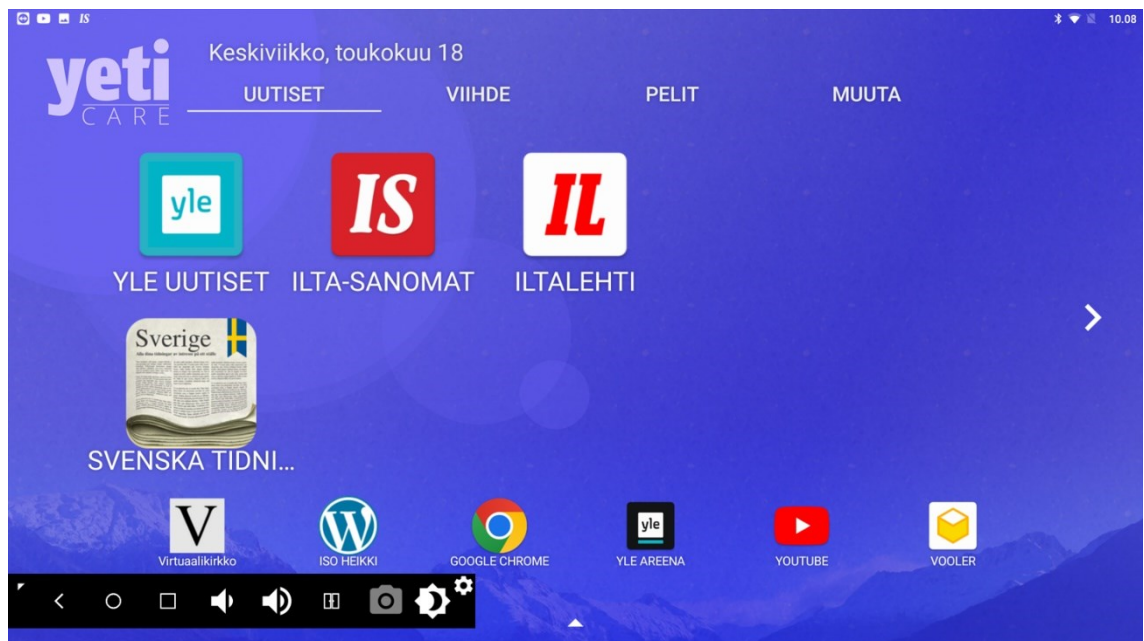 IS
10.08
yeti
CARE
Keskiviikko, toukokuu 18
UUTISET VIIHDE PELIT MUUTA
yle IS IL
YLE UUTISET ILTA-SANOMAT ILTALEHTI
Sverige
SVENSKA TIDNI...
V W yle
Virtuaalikirkko ISO HEIKKI GOOGLE CHROME YLE AREENA YOUTUBE VOOLER